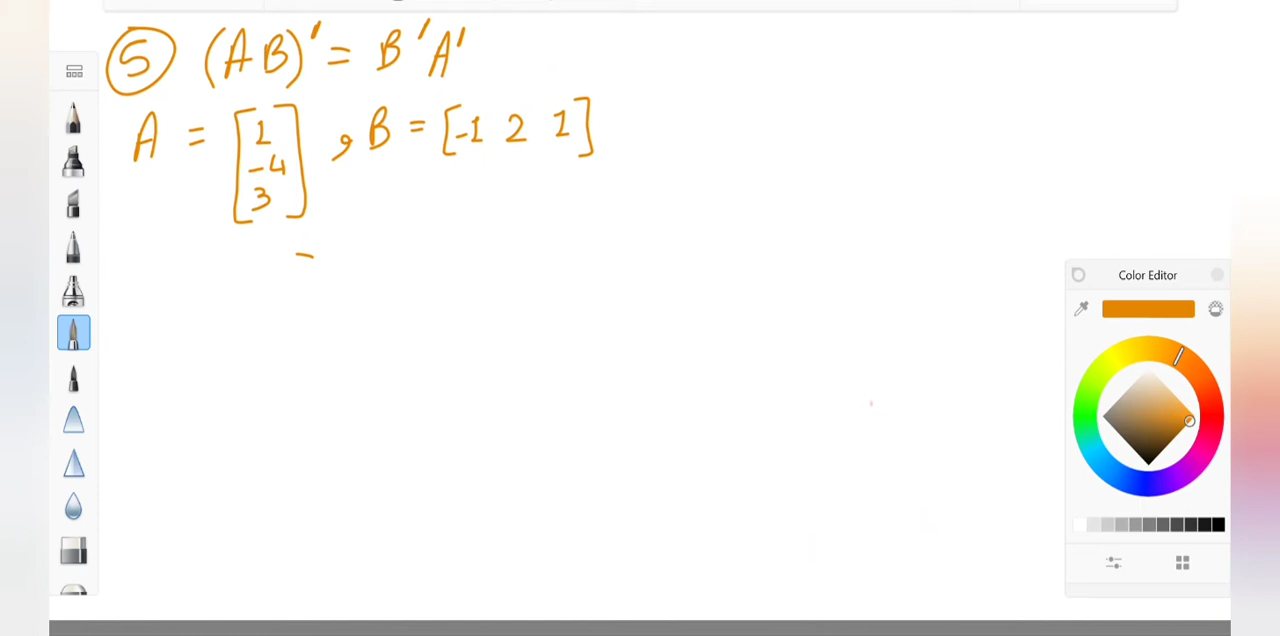 5 (AB)' = B'A'
A = [1 -4 3] , B = [-1 2 1]
-
Color Editor